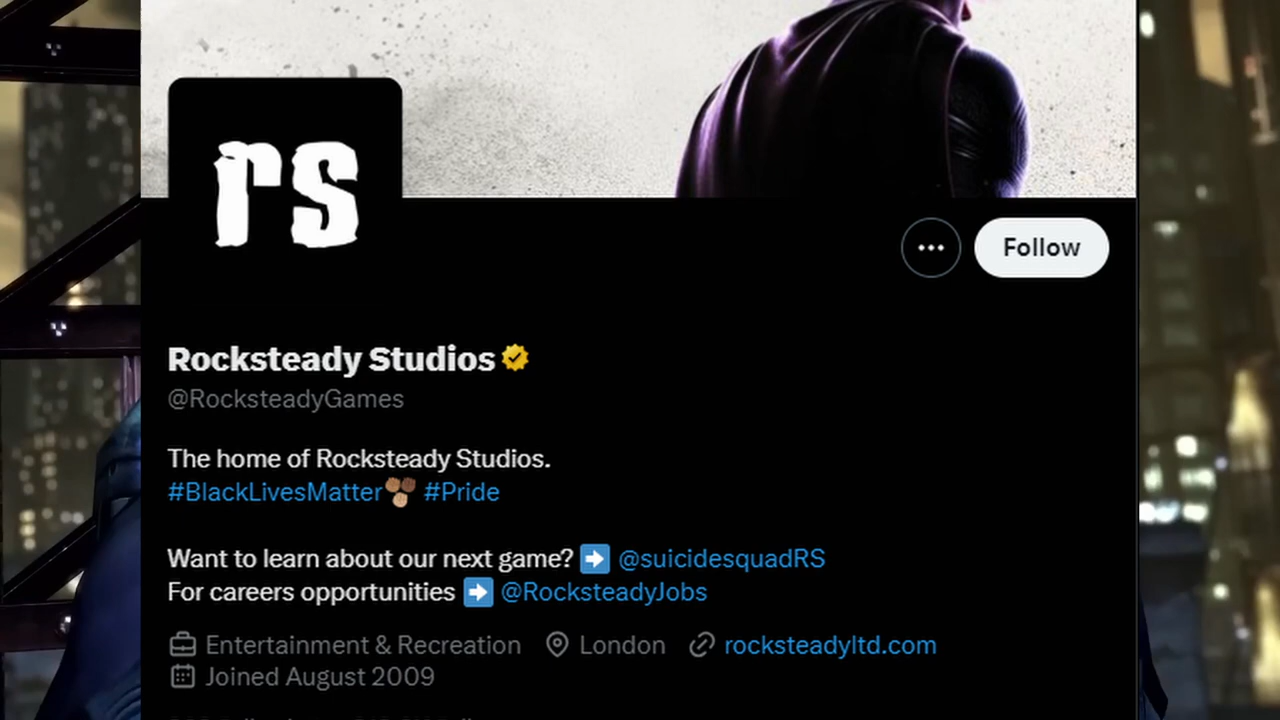 rs
Follow
Rocksteady Studios
@RocksteadyGames
The home of Rocksteady Studios.
#BlackLivesMatter #Pride
Want to learn about our next game? ➡️ @suicidesquadRS
For careers opportunities ➡️ @RocksteadyJobs
Entertainment & Recreation London rocksteadyltd.com
Joined August 2009